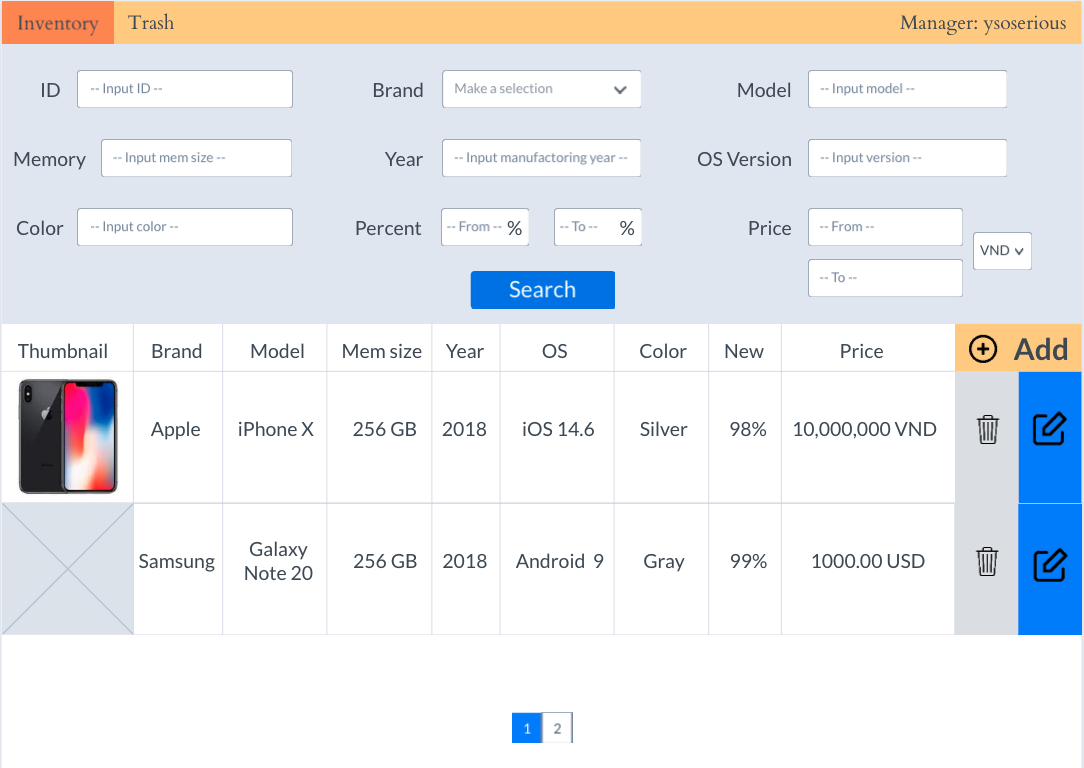 Inventory Trash Manager: ysoserious
ID -- Input ID -- Brand Make a selection Model -- Input model --
Memory -- Input mem size -- Year -- Input manufactoring year -- OS Version -- Input version --
Color -- Input color -- Percent -- From -- % -- To -- % Price -- From --
VND
-- To --
Search
Thumbnail Brand Model Mem size Year OS Color New Price Add
Apple iPhone X 256 GB 2018 iOS 14.6 Silver 98% 10,000,000 VND
Samsung Galaxy Note 20 256 GB 2018 Android 9 Gray 99% 1000.00 USD
1 2